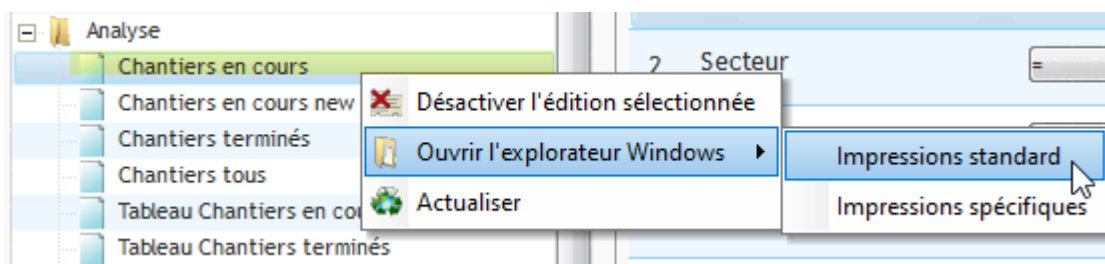 Analyse
Chantiers en cours
2 Secteur =
Chantiers en cours new
Désactiver l'édition sélectionnée
Chantiers terminés
Ouvrir l'explorateur Windows
Impressions standard
Chantiers tous
Actualiser
Impressions spécifiques
Tableau Chantiers en cou
Tableau Chantiers terminés